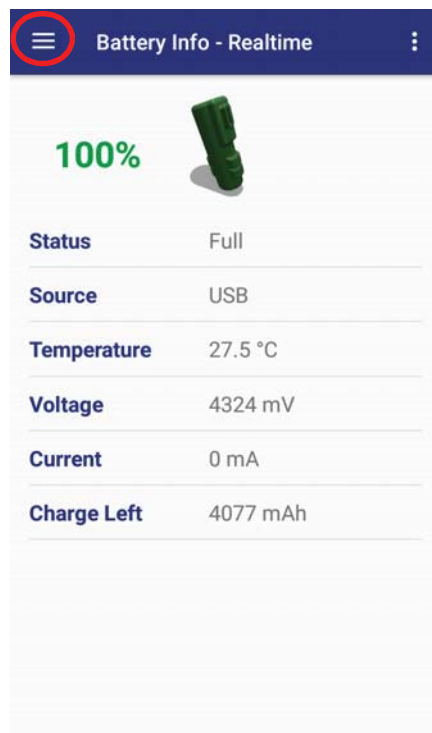 Battery Info - Realtime
100%
Status Full
Source USB
Temperature 27.5 °C
Voltage 4324 mV
Current 0 mA
Charge Left 4077 mAh